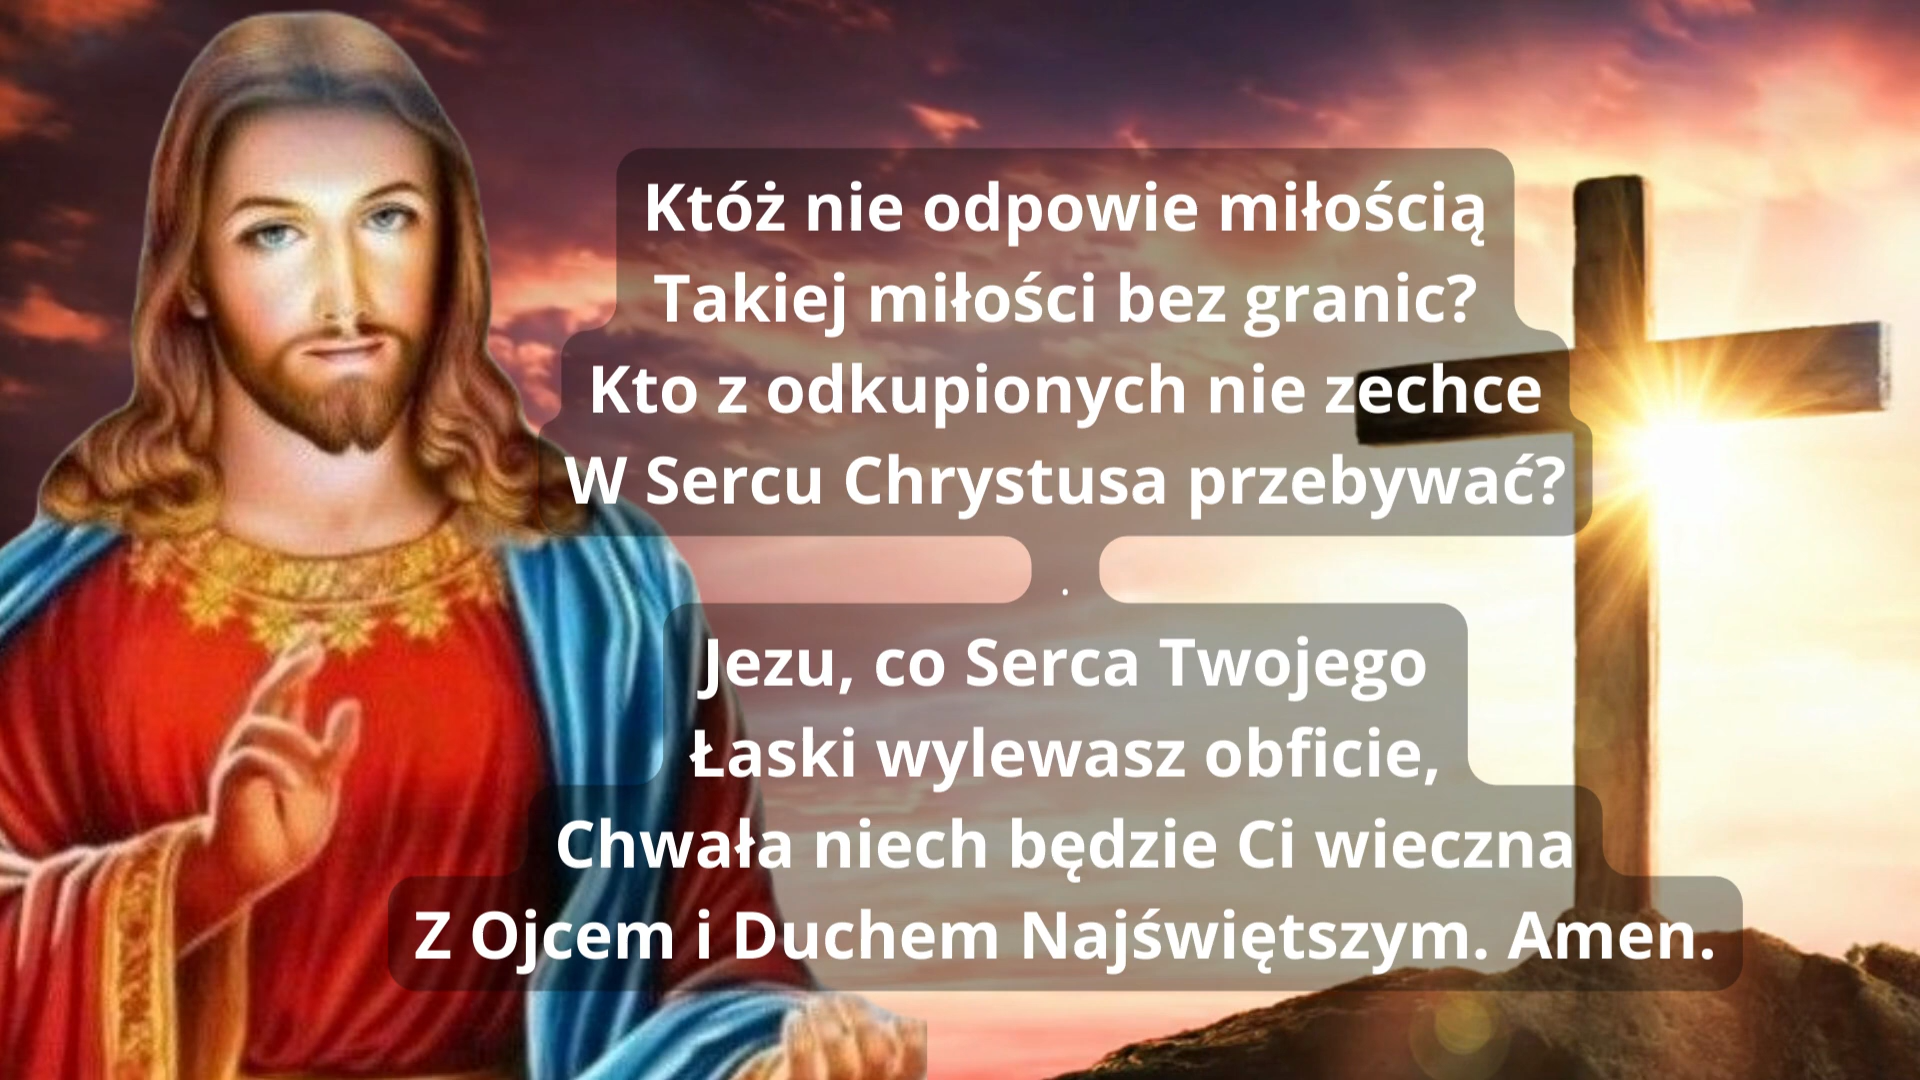 Któż nie odpowie miłością
Takiej miłości bez granic?
Kto z odkupionych nie zechce
W Sercu Chrystusa przebywać?
.
Jezu, co Serca Twojego
Łaski wylewasz obficie,
Chwała niech będzie Ci wieczna
Z Ojcem i Duchem Najświętszym. Amen.